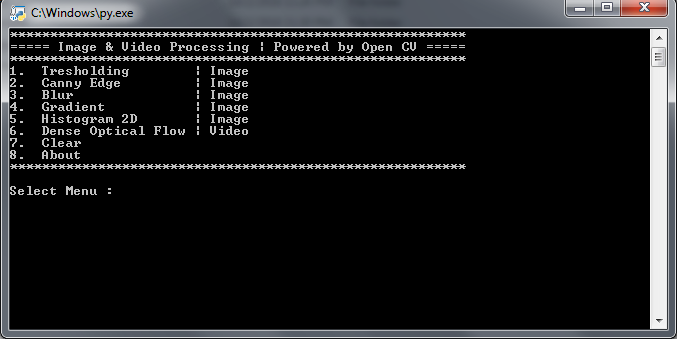 C:\Windows\py.exe
**********************************************************
===== Image & Video Processing ¦ Powered by Open CV =====
**********************************************************
1.  Tresholding        ¦ Image
2.  Canny Edge         ¦ Image
3.  Blur               ¦ Image
4.  Gradient           ¦ Image
5.  Histogram 2D       ¦ Image
6.  Dense Optical Flow ¦ Video
7.  Clear
8.  About
**********************************************************
Select Menu :